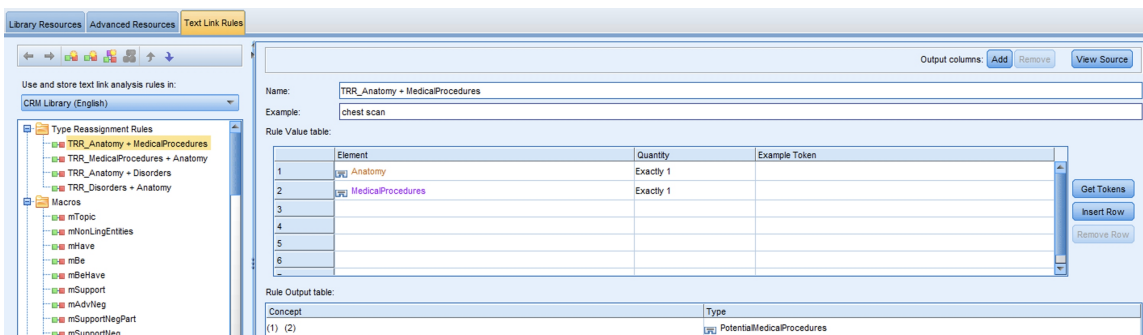 Library Resources Advanced Resources Text Link Rules
Output columns: Add Remove View Source
Use and store text link analysis rules in:
CRM Library (English)
Name: TRR_Anatomy + MedicalProcedures
Example: chest scan
Rule Value table:
Type Reassignment Rules
TRR_Anatomy + MedicalProcedures
TRR_MedicalProcedures + Anatomy
TRR_Anatomy + Disorders
TRR_Disorders + Anatomy
Macros
mTopic
mNonLingEntities
mHave
mBe
mBeHave
mSupport
mAdvNeg
mSupportNegPart
mSupportNeg
Element Quantity Example Token
1 Anatomy Exactly 1
2 MedicalProcedures Exactly 1
3
4
5
6
Get Tokens
Insert Row
Remove Row
Rule Output table:
Concept Type
(1) (2) PotentialMedicalProcedures